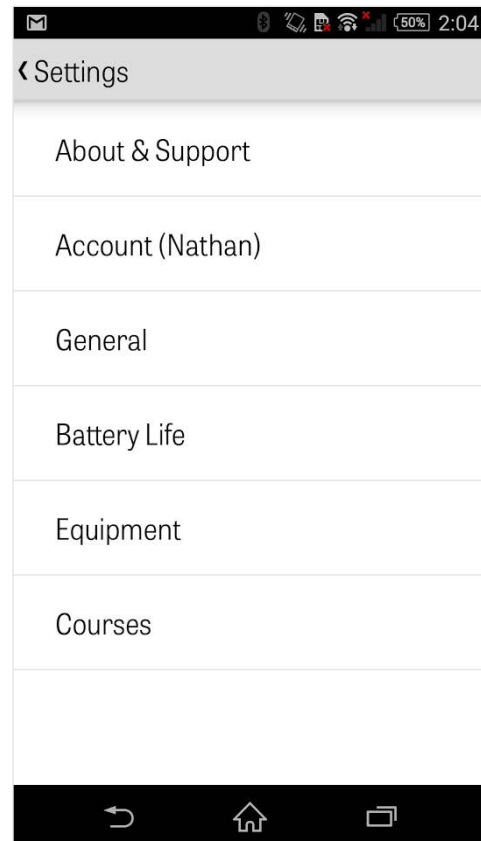 50% 2:04
Settings
About & Support
Account (Nathan)
General
Battery Life
Equipment
Courses